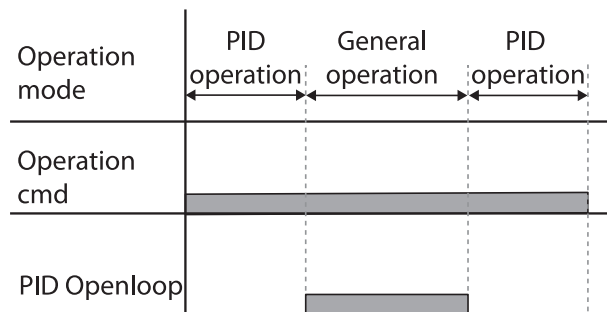 Operation
mode
PID
operation
General
operation
PID
operation
Operation
cmd
PID Openloop